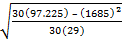 √(30(97.225) − (1685)²
30(29)